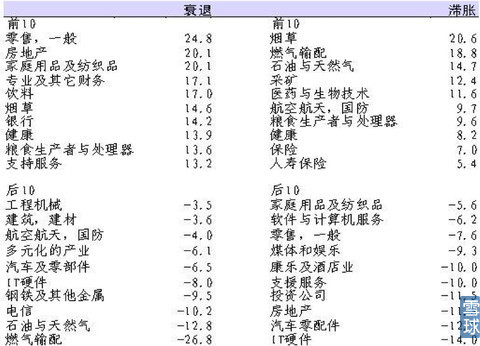 衰退 滞胀
前10 前10
零售，一般 24.8 烟草 20.6
房地产 20.1 燃气输配 18.8
家庭用品及纺织品 20.1 石油与天然气 14.7
专业及其它财务 17.1 采矿 12.4
饮料 17.0 医药与生物技术 11.6
烟草 14.6 航空航天，国防 9.7
银行 14.2 粮食生产者与处理器 9.6
健康 13.9 健康 8.2
粮食生产者与处理器 13.6 保险 7.0
支持服务 13.2 人寿保险 5.4
后10 后10
工程机械 -3.5 家庭用品及纺织品 -5.6
建筑，建材 -3.6 软件与计算机服务 -6.2
航空航天，国防 -4.0 零售，一般 -7.6
多元化的产业 -6.1 媒体和娱乐 -9.3
汽车及零部件 -6.5 康乐及酒店业 -10.0
IT硬件 -8.0 支援服务 -10.0
钢铁及其他金属 -9.5 投资公司
电信 -10.2 房地产
石油与天然气 -12.8 汽车零配件
燃气输配 -26.8 IT硬件 -14.0
雪球